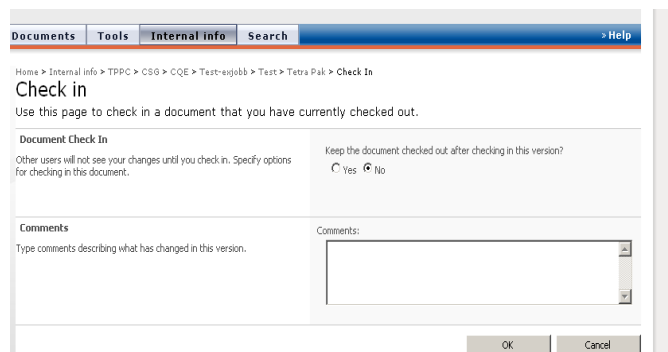 Documents Tools Internal info Search > Help
Home > Internal info > TPPC > CSG > CQE > Test-exjobb > Test > Tetra Pak > Check In
Check in
Use this page to check in a document that you have currently checked out.
Document Check In
Other users will not see your changes until you check in. Specify options
for checking in this document.
Keep the document checked out after checking in this version?
Yes No
Comments
Type comments describing what has changed in this version.
Comments:
OK Cancel